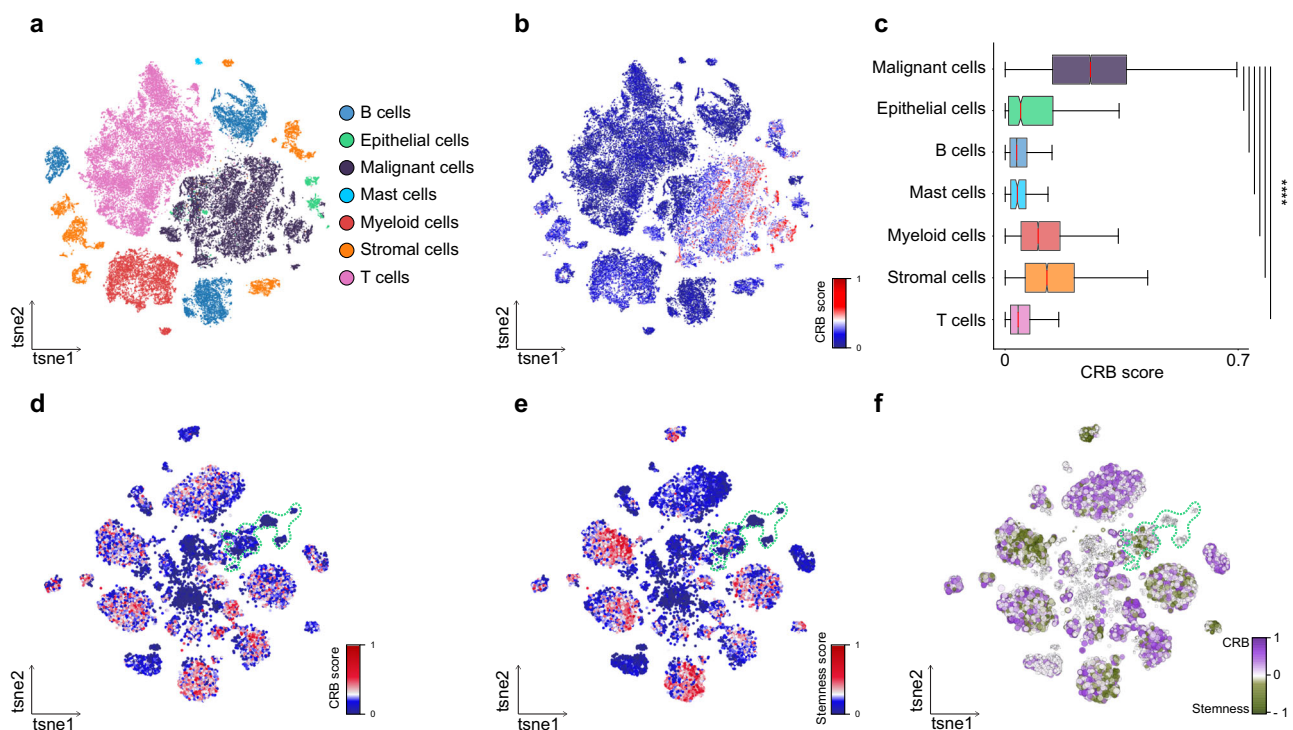 a
B cells
Epithelial cells
Malignant cells
Mast cells
Myeloid cells
Stromal cells
T cells
tsne2
tsne1
b
CRB score
1
0
tsne2
tsne1
c
Malignant cells
Epithelial cells
B cells
Mast cells
Myeloid cells
Stromal cells
T cells
****
0
0.7
CRB score
d
CRB score
1
0
tsne2
tsne1
e
Stemness score
1
0
tsne2
tsne1
f
CRB
1
0
Stemness
- 1
tsne2
tsne1